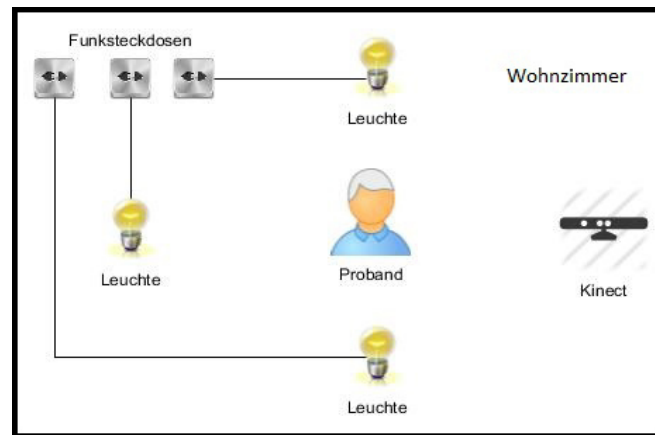 Funksteckdosen
Wohnzimmer
Leuchte
Leuchte
Proband
Kinect
Leuchte